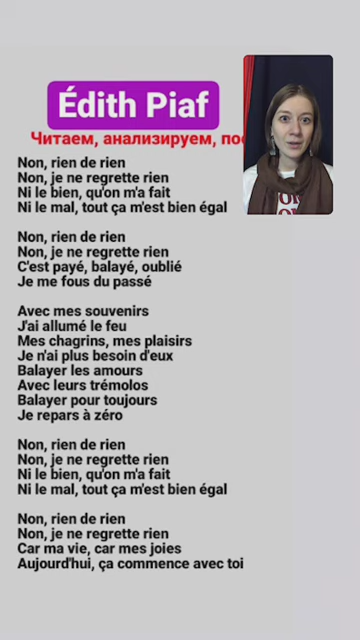 Édith Piaf
Читаем, анализируем,
Non, rien de rien
Non, je ne regrette rien
Ni le bien, qu'on m'a fait
Ni le mal, tout ça m'est bien égal
Non, rien de rien
Non, je ne regrette rien
C'est payé, balayé, oublié
Je me fous du passé
Avec mes souvenirs
J'ai allumé le feu
Mes chagrins, mes plaisirs
Je n'ai plus besoin d'eux
Balayer les amours
Avec leurs trémolos
Balayer pour toujours
Je repars à zéro
Non, rien de rien
Non, je ne regrette rien
Ni le bien, qu'on m'a fait
Ni le mal, tout ça m'est bien égal
Non, rien de rien
Non, je ne regrette rien
Car ma vie, car mes joies
Aujourd'hui, ça commence avec toi